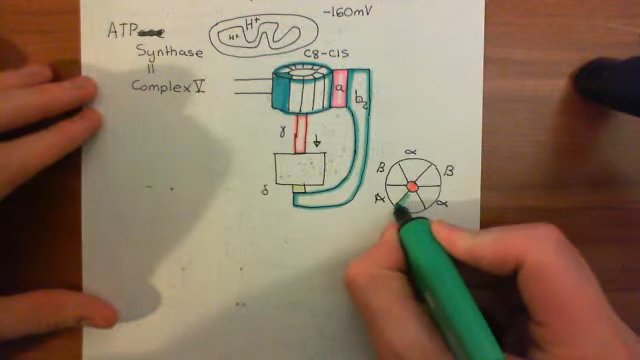 ATP
Synthase
=
Complex V
H+
H+
-160mV
C8-C15
a
b2
γ
δ
α
B
B
α